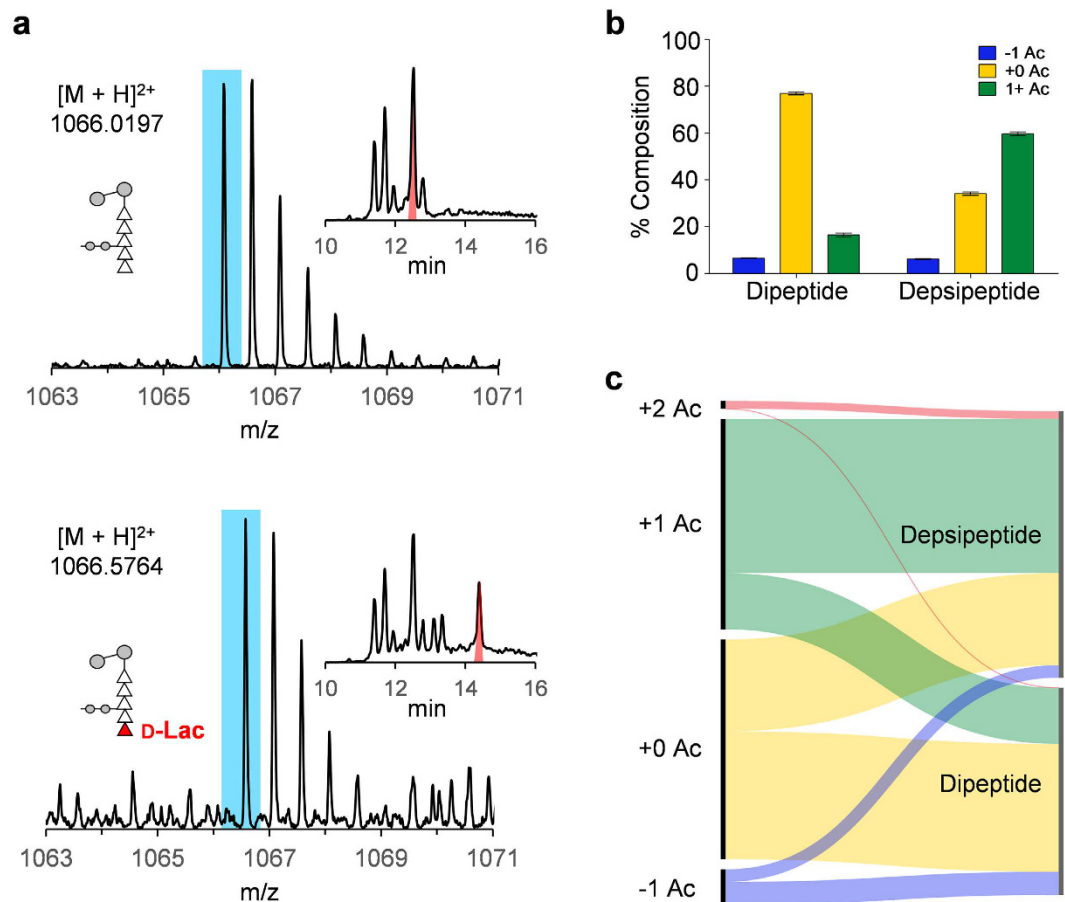 a
[M + H]2+
1066.0197
10 12 14 16
min
1063 1065 1067 1069 1071
m/z
[M + H]2+
1066.5764
D-Lac
10 12 14 16
min
1063 1065 1067 1069 1071
m/z
b
% Composition
100
80
60
40
20
0
-1 Ac
+0 Ac
1+ Ac
Dipeptide Depsipeptide
c
+2 Ac
+1 Ac
+0 Ac
-1 Ac
Depsipeptide
Dipeptide